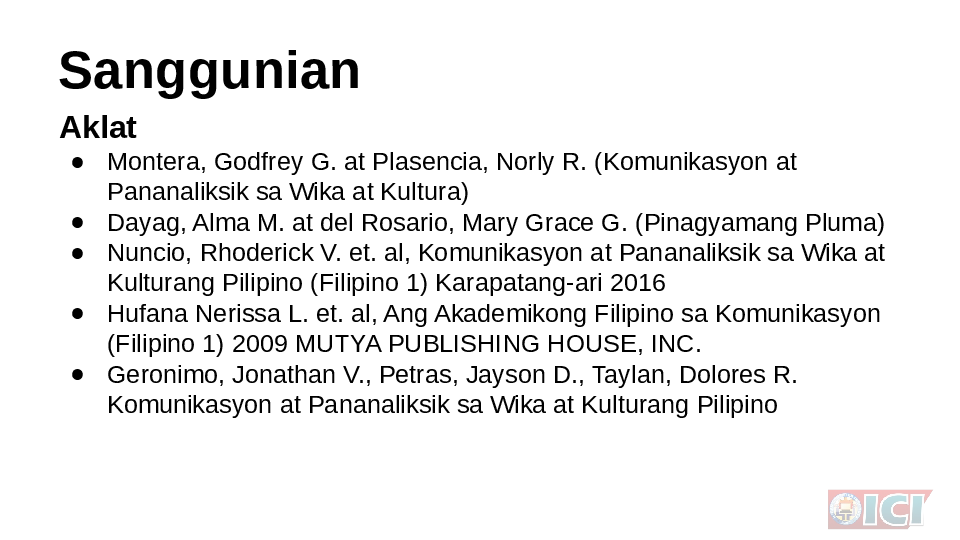 Sanggunian
Aklat
● Montera, Godfrey G. at Plasencia, Norly R. (Komunikasyon at
Pananaliksik sa Wika at Kultura)
● Dayag, Alma M. at del Rosario, Mary Grace G. (Pinagyamang Pluma)
● Nuncio, Rhoderick V. et. al, Komunikasyon at Pananaliksik sa Wika at
Kulturang Pilipino (Filipino 1) Karapatang-ari 2016
● Hufana Nerissa L. et. al, Ang Akademikong Filipino sa Komunikasyon
(Filipino 1) 2009 MUTYA PUBLISHING HOUSE, INC.
● Geronimo, Jonathan V., Petras, Jayson D., Taylan, Dolores R.
Komunikasyon at Pananaliksik sa Wika at Kulturang Pilipino
ICI